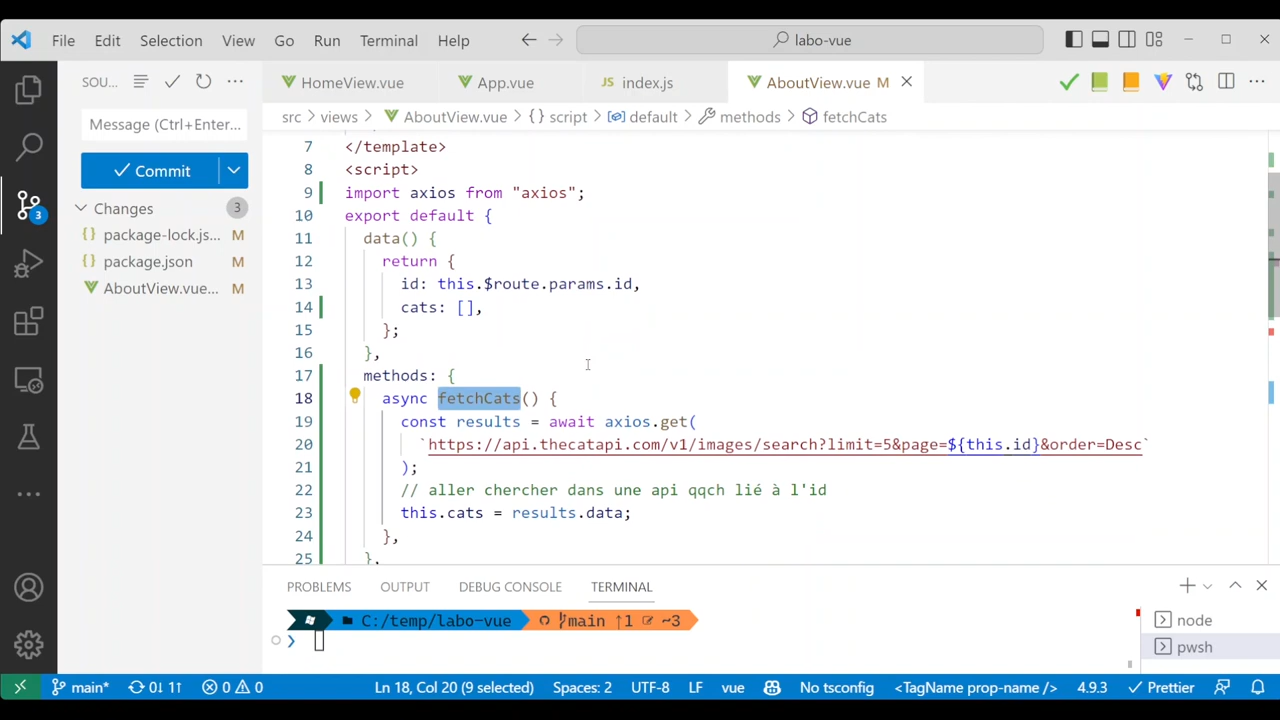 File Edit Selection View Go Run Terminal Help labo-vue
SOU...
HomeView.vue App.vue JS index.js AboutView.vue M
Message (Ctrl+Enter...
src > views > AboutView.vue > {} script > default > methods > fetchCats
Commit
Changes 3
package-lock.js... M
package.json M
AboutView.vue... M
3
7 </template>
8 <script>
9 import axios from "axios";
10 export default {
11 data() {
12 return {
13 id: this.$route.params.id,
14 cats: [],
15 };
16 },
17 methods: {
18 async fetchCats() {
19 const results = await axios.get(
20 `https://api.thecatapi.com/v1/images/search?limit=5&page=${this.id}&order=Desc`
21 );
22 // aller chercher dans une api qqch lié à l'id
23 this.cats = results.data;
24 },
25 },
PROBLEMS OUTPUT DEBUG CONSOLE TERMINAL
C:/temp/labo-vue main ↑1 ~3
❯
node
pwsh
main* 0↓ 1↑ 0 0 Ln 18, Col 20 (9 selected) Spaces: 2 UTF-8 LF vue No tsconfig <TagName prop-name /> 4.9.3 Prettier